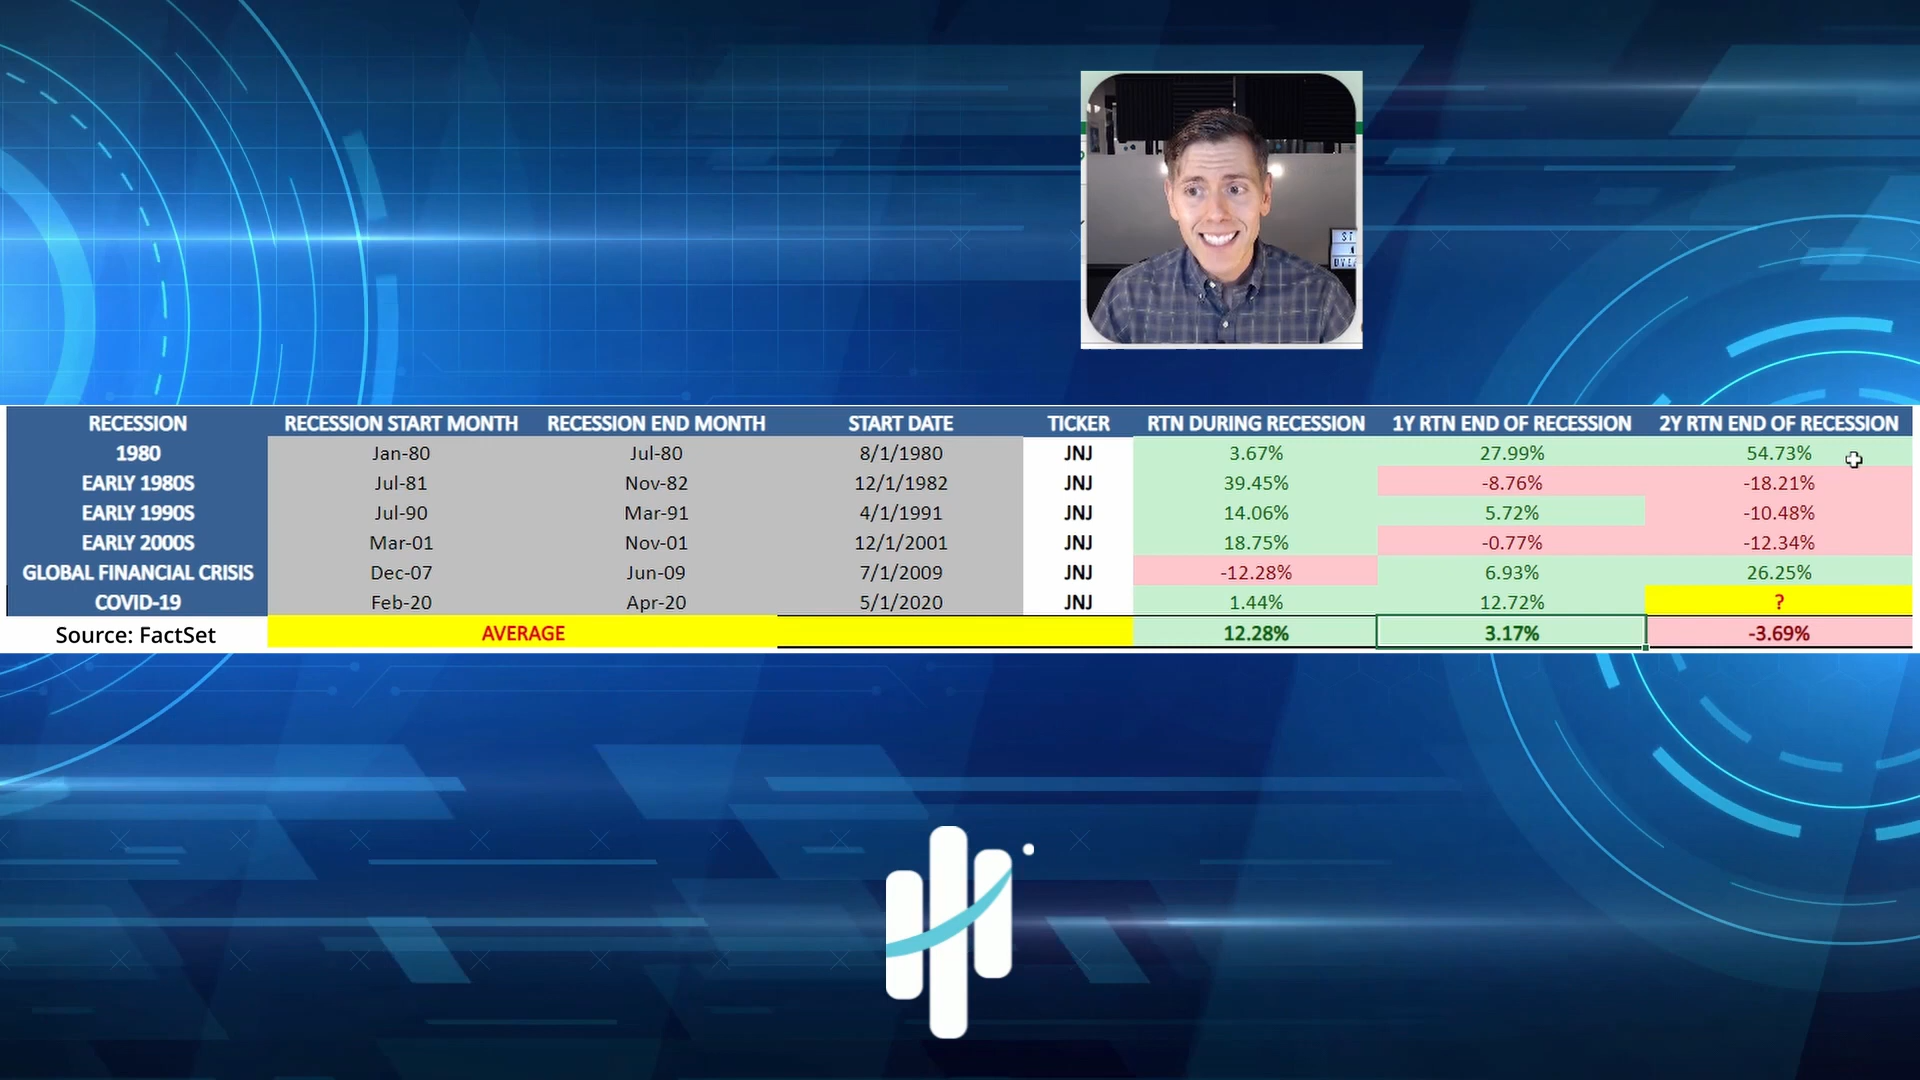 ST
OVE
RECESSION RECESSION START MONTH RECESSION END MONTH START DATE TICKER RTN DURING RECESSION 1Y RTN END OF RECESSION 2Y RTN END OF RECESSION
1980 Jan-80 Jul-80 8/1/1980 JNJ 3.67% 27.99% 54.73%
EARLY 1980S Jul-81 Nov-82 12/1/1982 JNJ 39.45% -8.76% -18.21%
EARLY 1990S Jul-90 Mar-91 4/1/1991 JNJ 14.06% 5.72% -10.48%
EARLY 2000S Mar-01 Nov-01 12/1/2001 JNJ 18.75% -0.77% -12.34%
GLOBAL FINANCIAL CRISIS Dec-07 Jun-09 7/1/2009 JNJ -12.28% 6.93% 26.25%
COVID-19 Feb-20 Apr-20 5/1/2020 JNJ 1.44% 12.72% ?
Source: FactSet AVERAGE 12.28% 3.17% -3.69%